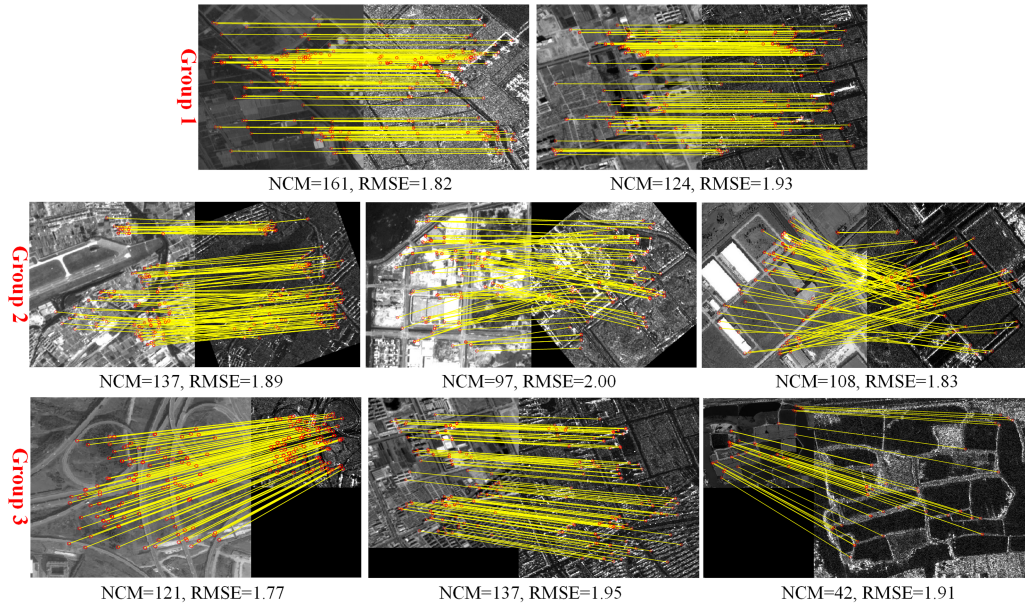 Group 1
NCM=161, RMSE=1.82
NCM=124, RMSE=1.93
Group 2
NCM=137, RMSE=1.89
NCM=97, RMSE=2.00
NCM=108, RMSE=1.83
Group 3
NCM=121, RMSE=1.77
NCM=137, RMSE=1.95
NCM=42, RMSE=1.91